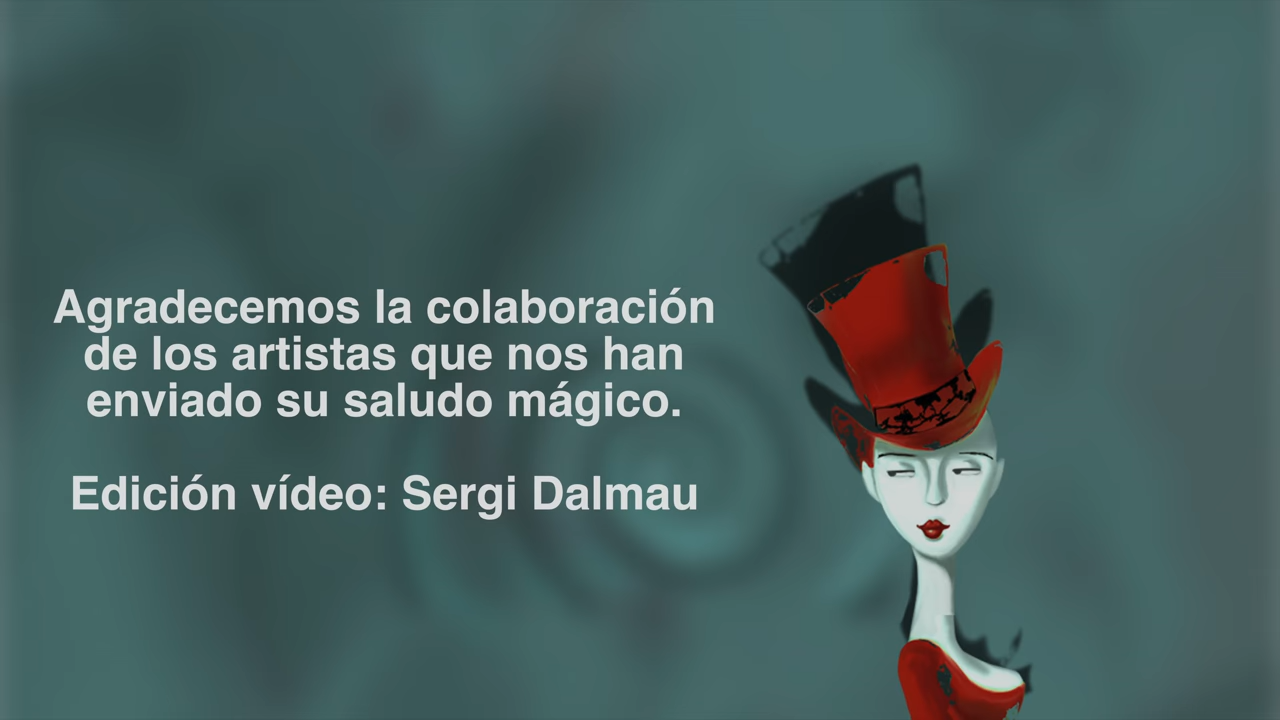 Agradecemos la colaboración
de los artistas que nos han
enviado su saludo mágico.
Edición vídeo: Sergi Dalmau